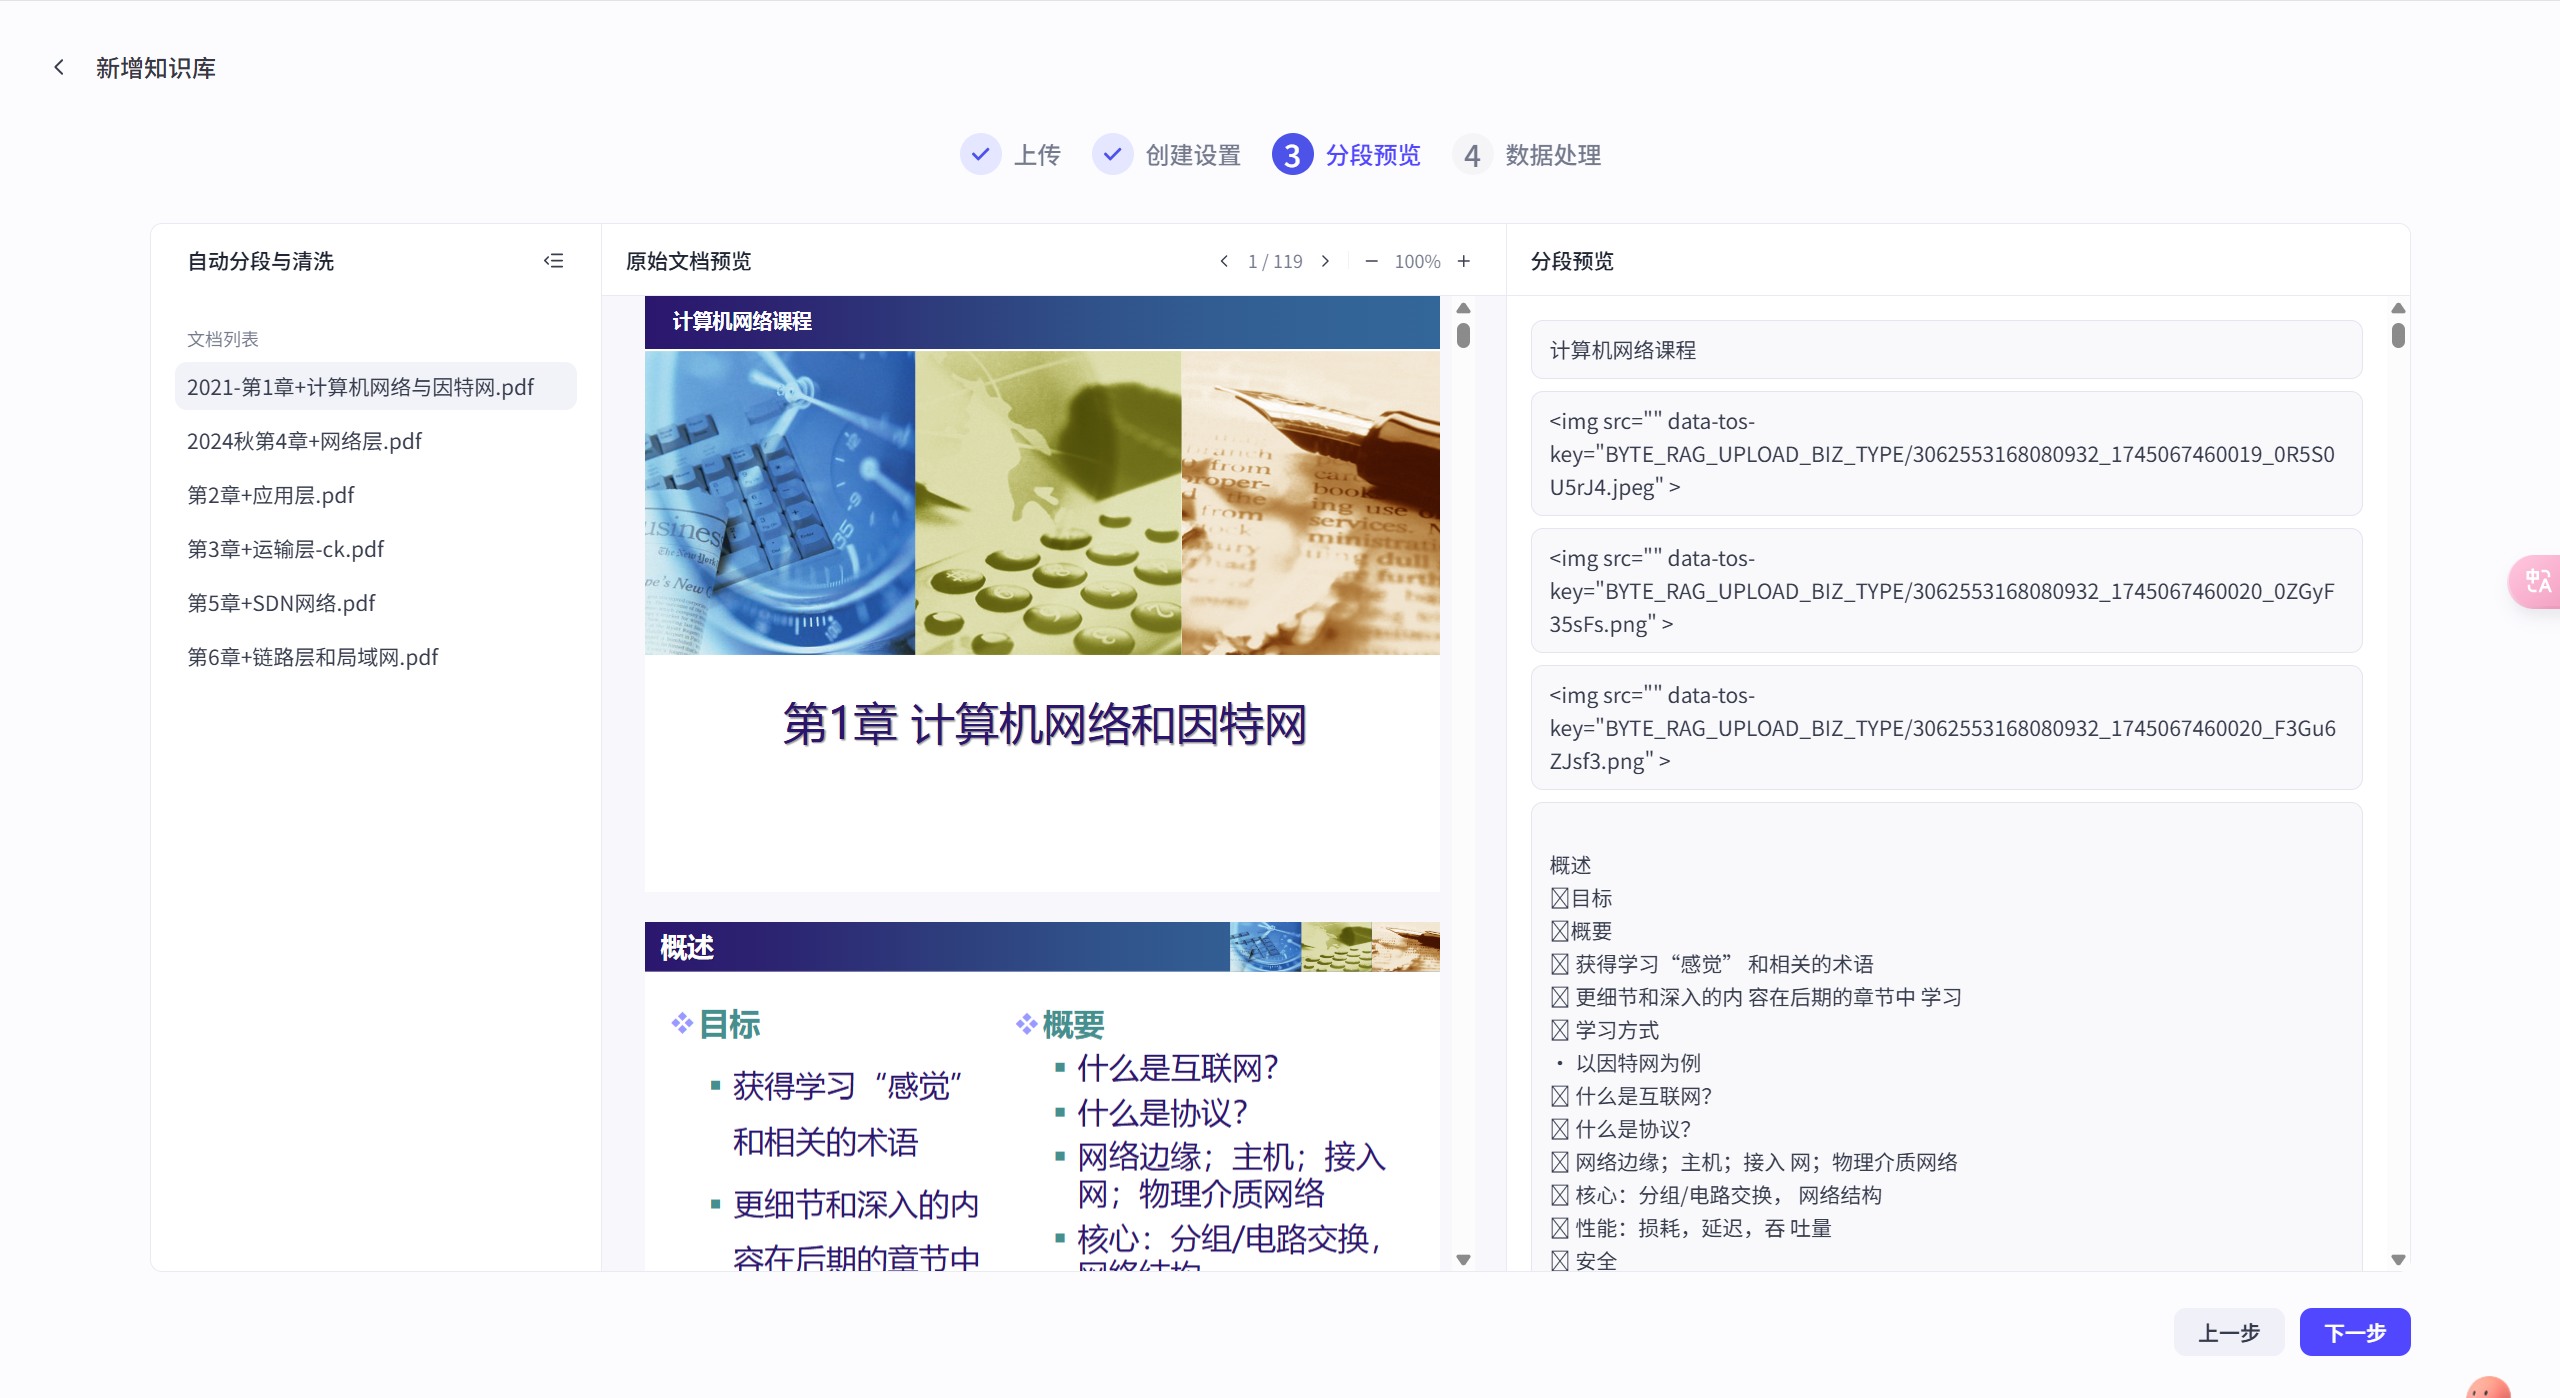 新增知识库
上传
创建设置
3 分段预览
4 数据处理
自动分段与清洗
文档列表
2021-第1章+计算机网络与因特网.pdf
2024秋第4章+网络层.pdf
第2章+应用层.pdf
第3章+运输层-ck.pdf
第5章+SDN网络.pdf
第6章+链路层和局域网.pdf
原始文档预览
1 / 119
100%
计算机网络课程
第1章 计算机网络和因特网
概述
目标
获得学习“感觉”
和相关的术语
更细节和深入的内
容在后期的章节中
概要
什么是互联网？
什么是协议？
网络边缘；主机；接入
网；物理介质网络
核心：分组/电路交换，
网络结构
分段预览
计算机网络课程
<img src="" data-tos-
key="BYTE_RAG_UPLOAD_BIZ_TYPE/3062553168080932_1745067460019_0R5S0
U5rJ4.jpeg" >
<img src="" data-tos-
key="BYTE_RAG_UPLOAD_BIZ_TYPE/3062553168080932_1745067460020_0ZGyF
35sFs.png" >
<img src="" data-tos-
key="BYTE_RAG_UPLOAD_BIZ_TYPE/3062553168080932_1745067460020_F3Gu6
ZJsf3.png" >
概述
目标
概要
获得学习“感觉” 和相关的术语
更细节和深入的内 容在后期的章节中 学习
学习方式
• 以因特网为例
什么是互联网？
什么是协议？
网络边缘；主机；接入 网；物理介质网络
核心：分组/电路交换， 网络结构
性能：损耗，延迟，吞 吐量
安全
上一步
下一步